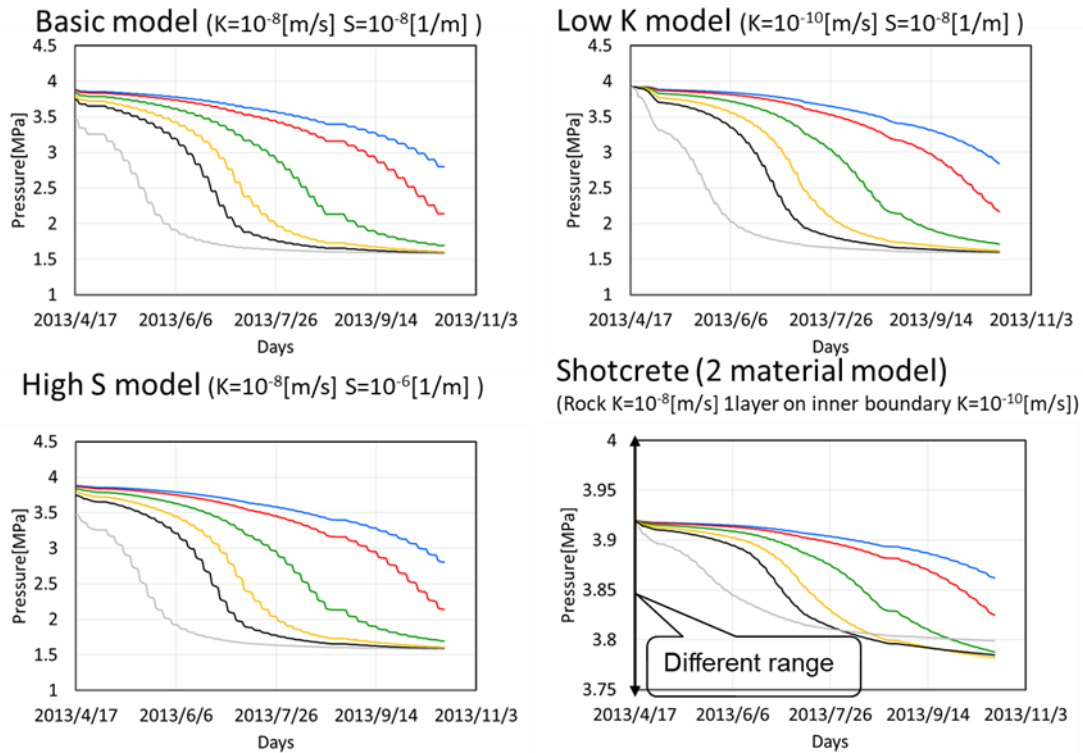 Basic model (K=10⁻⁸[m/s] S=10⁻⁸[1/m] )
4.5
4
3.5
3
2.5
2
1.5
1
Pressure[MPa]
2013/4/17 2013/6/6 2013/7/26 2013/9/14 2013/11/3
Days
Low K model (K=10⁻¹⁰[m/s] S=10⁻⁸[1/m] )
4.5
4
3.5
3
2.5
2
1.5
1
Pressure[MPa]
2013/4/17 2013/6/6 2013/7/26 2013/9/14 2013/11/3
Days
High S model (K=10⁻⁸[m/s] S=10⁻⁶[1/m] )
4.5
4
3.5
3
2.5
2
1.5
1
Pressure[MPa]
2013/4/17 2013/6/6 2013/7/26 2013/9/14 2013/11/3
Days
Shotcrete (2 material model)
(Rock K=10⁻⁸[m/s] 1layer on inner boundary K=10⁻¹⁰[m/s])
4
3.95
3.9
3.85
3.8
3.75
Pressure[MPa]
Different range
2013/4/17 2013/6/6 2013/7/26 2013/9/14 2013/11/3
Days